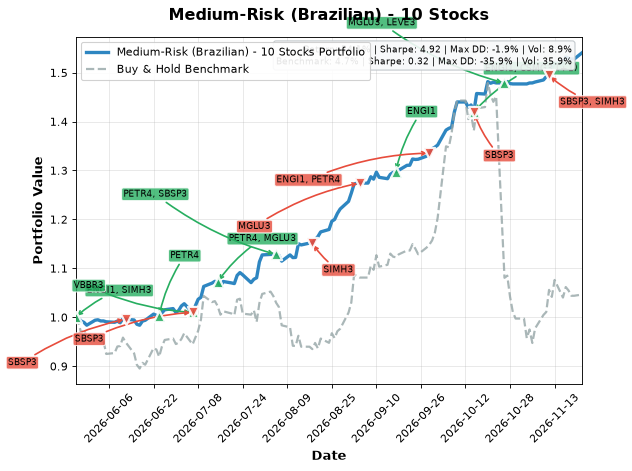 Medium-Risk (Brazilian) - 10 Stocks
MGLU3, LEVE3
Medium-Risk (Brazilian) - 10 Stocks Portfolio
Buy & Hold Benchmark
| Sharpe: 4.92 | Max DD: -1.9% | Vol: 8.9%
Benchmark: 4.7% | Sharpe: 0.32 | Max DD: -35.9% | Vol: 35.9%
SBSP3, SIMH3
ENGI1
SBSP3
ENGI1, PETR4
PETR4, SBSP3
MGLU3
PETR4, MGLU3
PETR4
SIMH3
VBBR3
SIMH3
SBSP3
SBSP3
Portfolio Value
1.5
1.4
1.3
1.2
1.1
1.0
0.9
2026-06-06
2026-06-22
2026-07-08
2026-07-24
2026-08-09
2026-08-25
2026-09-10
2026-09-26
2026-10-12
2026-10-28
2026-11-13
Date